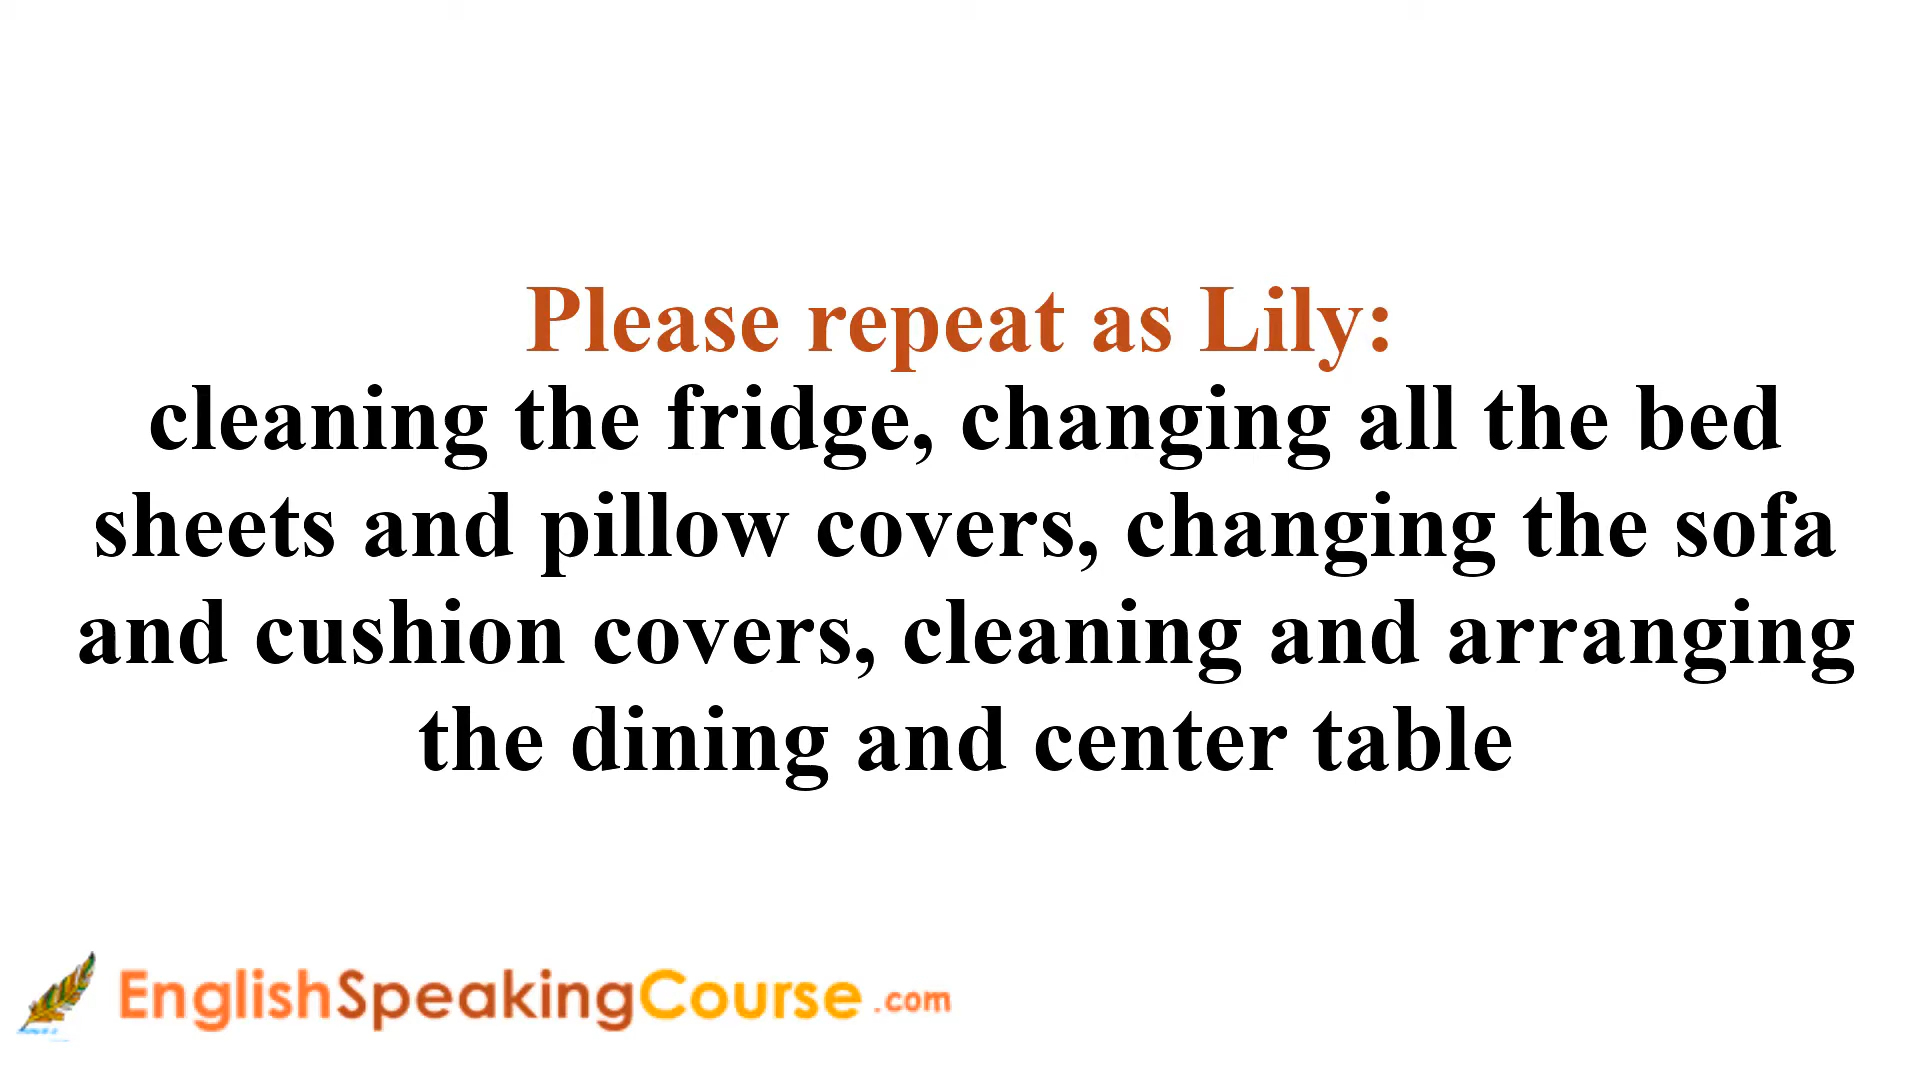 Please repeat as Lily:
cleaning the fridge, changing all the bed
sheets and pillow covers, changing the sofa
and cushion covers, cleaning and arranging
the dining and center table
EnglishSpeakingCourse.com